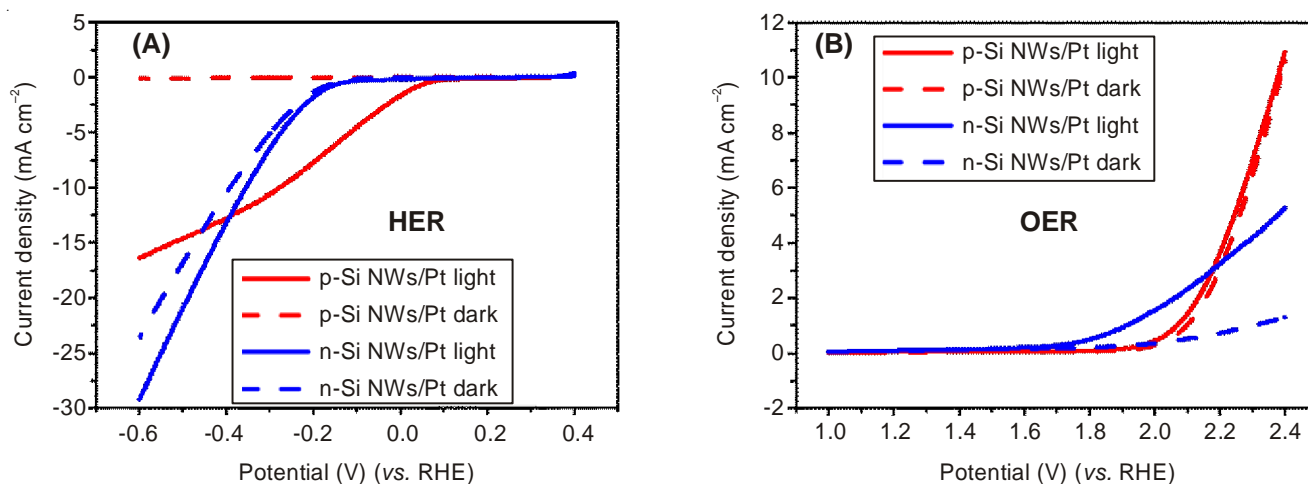 (A)
5
0
-5
-10
-15
-20
-25
-30
Current density (mA cm⁻²)
HER
p-Si NWs/Pt light
p-Si NWs/Pt dark
n-Si NWs/Pt light
n-Si NWs/Pt dark
-0.6 -0.4 -0.2 0.0 0.2 0.4
Potential (V) (vs. RHE)
(B)
12
10
8
6
4
2
0
-2
Current density (mA cm⁻²)
p-Si NWs/Pt light
p-Si NWs/Pt dark
n-Si NWs/Pt light
n-Si NWs/Pt dark
OER
1.0 1.2 1.4 1.6 1.8 2.0 2.2 2.4
Potential (V) (vs. RHE)